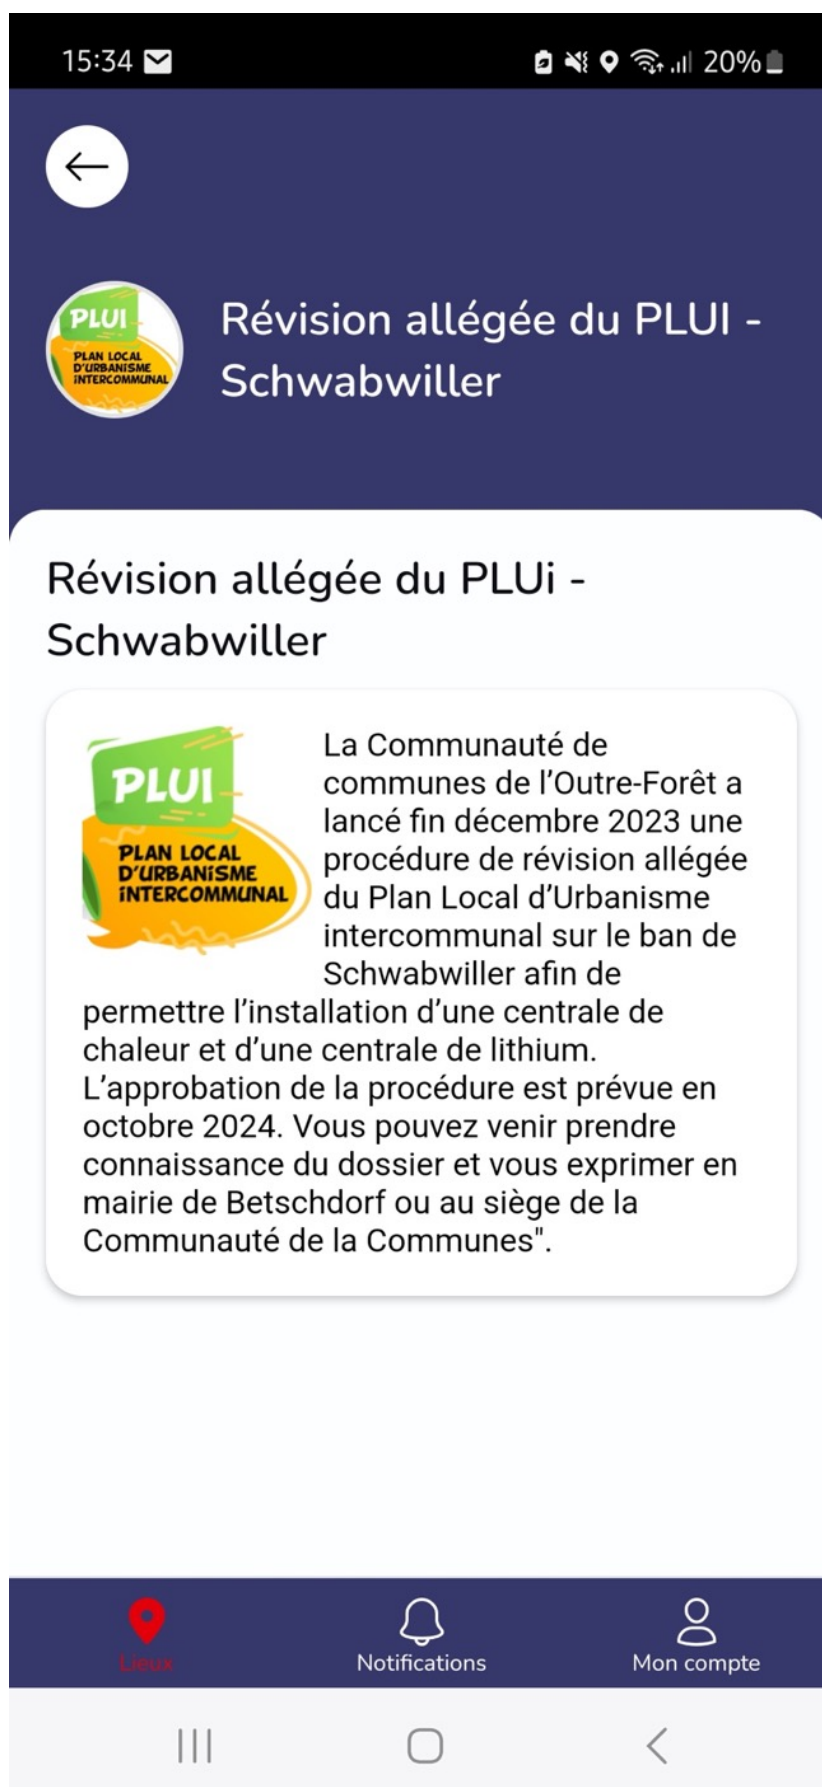 15:34
20%
PLUI
PLAN LOCAL
D'URBANISME
INTERCOMMUNAL
Révision allégée du PLUI -
Schwabwiller
Révision allégée du PLUi -
Schwabwiller
PLUI
PLAN LOCAL
D'URBANISME
INTERCOMMUNAL
La Communauté de
communes de l’Outre-Forêt a
lancé fin décembre 2023 une
procédure de révision allégée
du Plan Local d’Urbanisme
intercommunal sur le ban de
Schwabwiller afin de
permettre l’installation d’une centrale de
chaleur et d’une centrale de lithium.
L’approbation de la procédure est prévue en
octobre 2024. Vous pouvez venir prendre
connaissance du dossier et vous exprimer en
mairie de Betschdorf ou au siège de la
Communauté de la Communes".
Lieux
Notifications
Mon compte